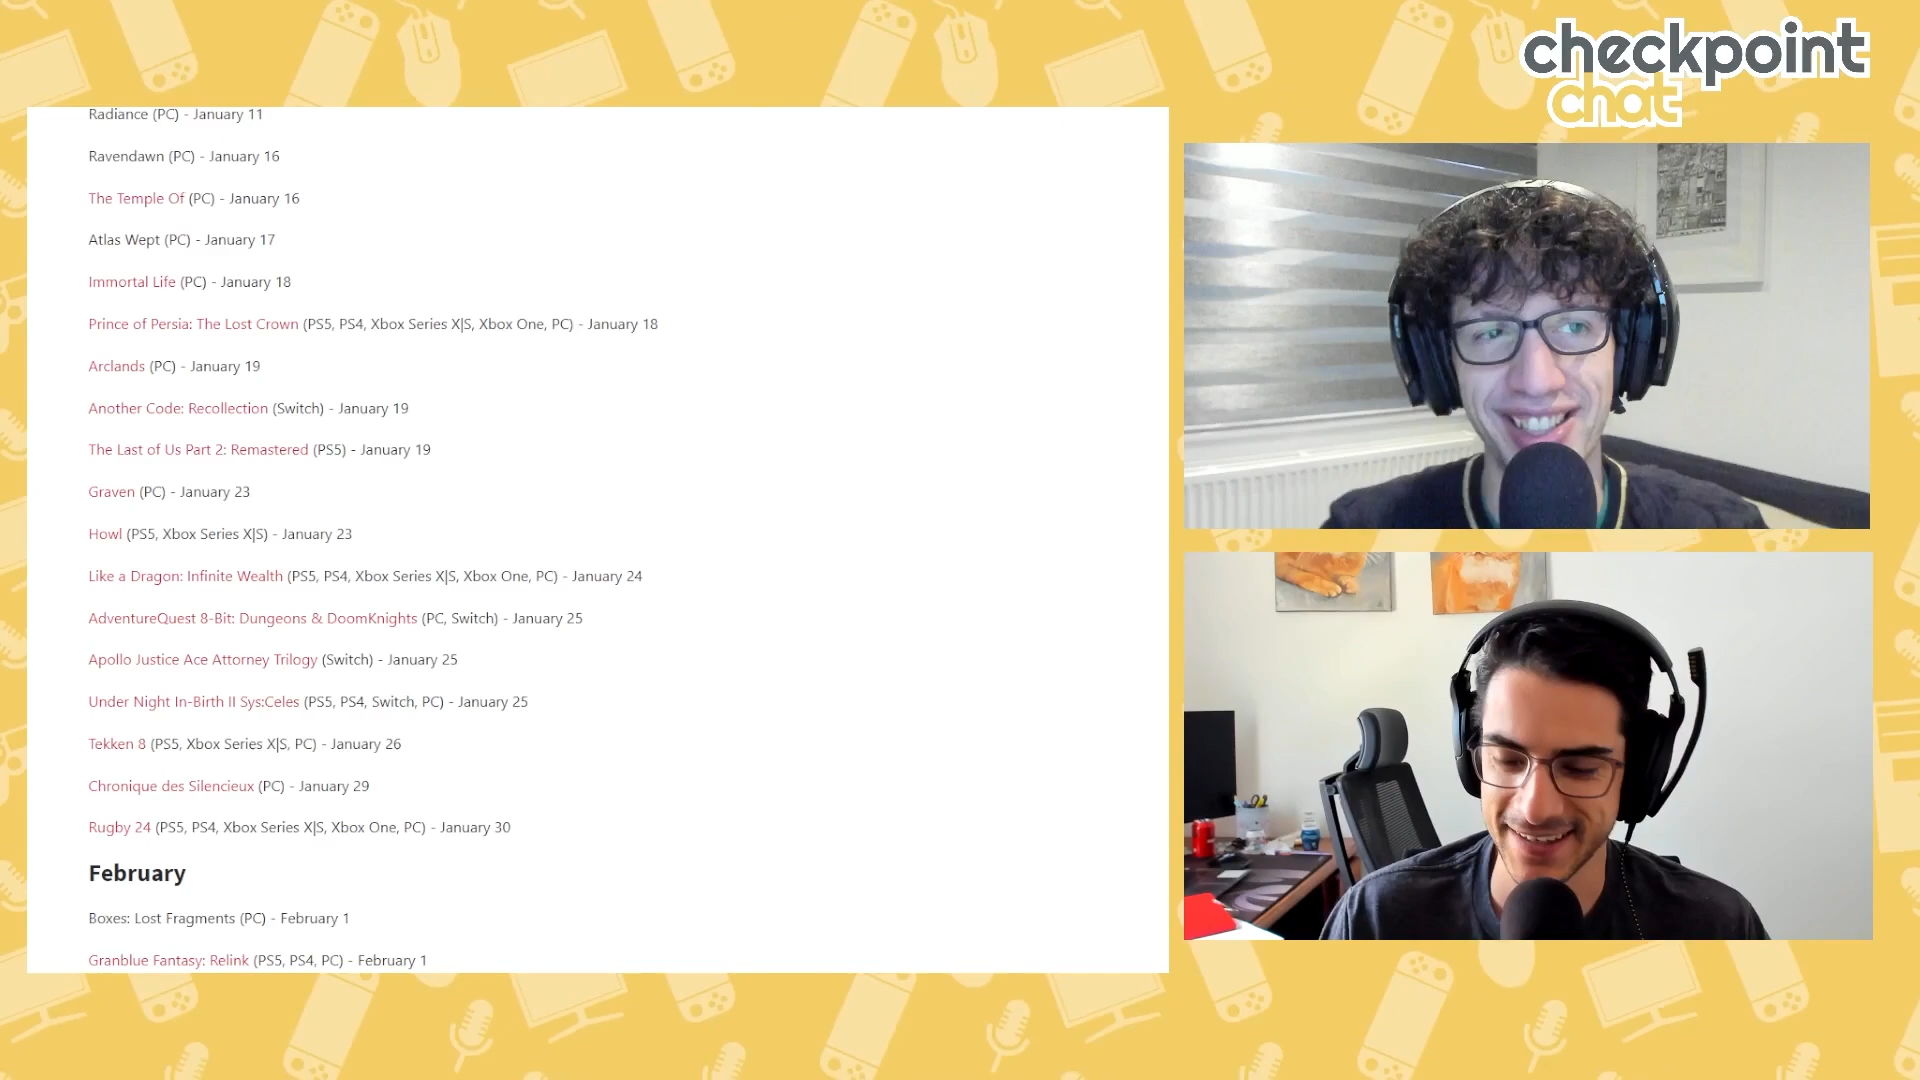 checkpoint
chat
Radiance (PC) - January 11
Ravendawn (PC) - January 16
The Temple Of (PC) - January 16
Atlas Wept (PC) - January 17
Immortal Life (PC) - January 18
Prince of Persia: The Lost Crown (PS5, PS4, Xbox Series X|S, Xbox One, PC) - January 18
Arclands (PC) - January 19
Another Code: Recollection (Switch) - January 19
The Last of Us Part 2: Remastered (PS5) - January 19
Graven (PC) - January 23
Howl (PS5, Xbox Series X|S) - January 23
Like a Dragon: Infinite Wealth (PS5, PS4, Xbox Series X|S, Xbox One, PC) - January 24
AdventureQuest 8-Bit: Dungeons & DoomKnights (PC, Switch) - January 25
Apollo Justice Ace Attorney Trilogy (Switch) - January 25
Under Night In-Birth II Sys:Celes (PS5, PS4, Switch, PC) - January 25
Tekken 8 (PS5, Xbox Series X|S, PC) - January 26
Chronique des Silencieux (PC) - January 29
Rugby 24 (PS5, PS4, Xbox Series X|S, Xbox One, PC) - January 30
February
Boxes: Lost Fragments (PC) - February 1
Granblue Fantasy: Relink (PS5, PS4, PC) - February 1